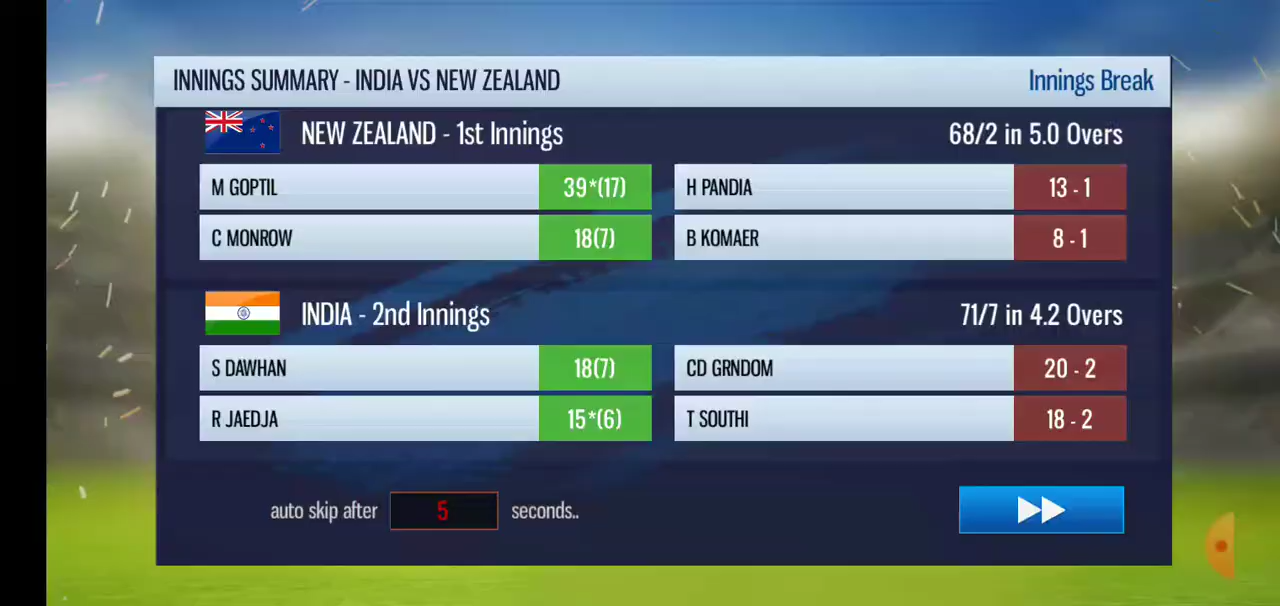 INNINGS SUMMARY - INDIA VS NEW ZEALAND Innings Break
NEW ZEALAND - 1st Innings 68/2 in 5.0 Overs
M GOPTIL 39*(17) H PANDIA 13 - 1
C MONROW 18(7) B KOMAER 8 - 1
INDIA - 2nd Innings 71/7 in 4.2 Overs
S DAWHAN 18(7) CD GRNDOM 20 - 2
R JAEDJA 15*(6) T SOUTHI 18 - 2
auto skip after 5 seconds..